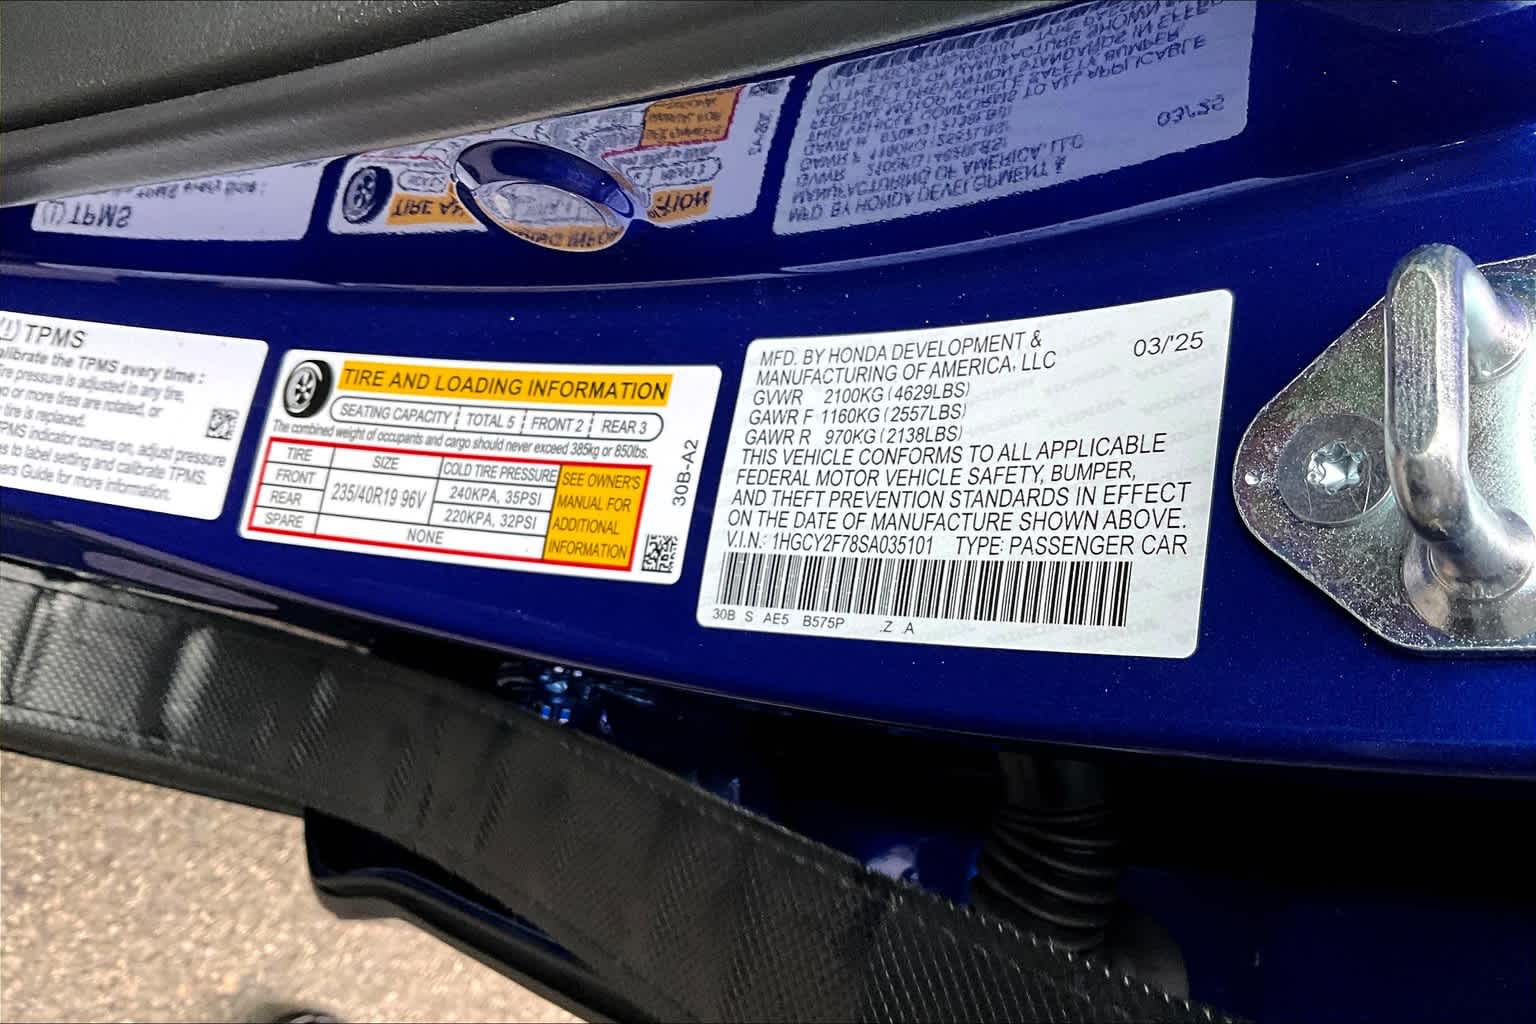 TPMS
alibrate the TPMS every time :
ire pressure is adjusted in any tire,
wo or more tires are rotated, or
tire is replaced.
TPMS indicator comes on, adjust pressure
es to label setting and calibrate TPMS.
ners Guide for more information.
TIRE AND LOADING INFORMATION
SEATING CAPACITY TOTAL 5 FRONT 2 REAR 3
The combined weight of occupants and cargo should never exceed 385kg or 850lbs.
TIRE SIZE COLD TIRE PRESSURE
FRONT 235/40R19 96V 240KPA, 35PSI
REAR 220KPA, 32PSI
SPARE NONE
SEE OWNER'S
MANUAL FOR
ADDITIONAL
INFORMATION
30B-A2
MFD. BY HONDA DEVELOPMENT &
MANUFACTURING OF AMERICA, LLC
03/'25
GVWR 2100KG (4629LBS)
GAWR F 1160KG (2557LBS)
GAWR R 970KG (2138LBS)
THIS VEHICLE CONFORMS TO ALL APPLICABLE
FEDERAL MOTOR VEHICLE SAFETY, BUMPER,
AND THEFT PREVENTION STANDARDS IN EFFECT
ON THE DATE OF MANUFACTURE SHOWN ABOVE.
V.I.N.: 1HGCY2F78SA035101 TYPE: PASSENGER CAR
30B S AE5 B575P .Z .A